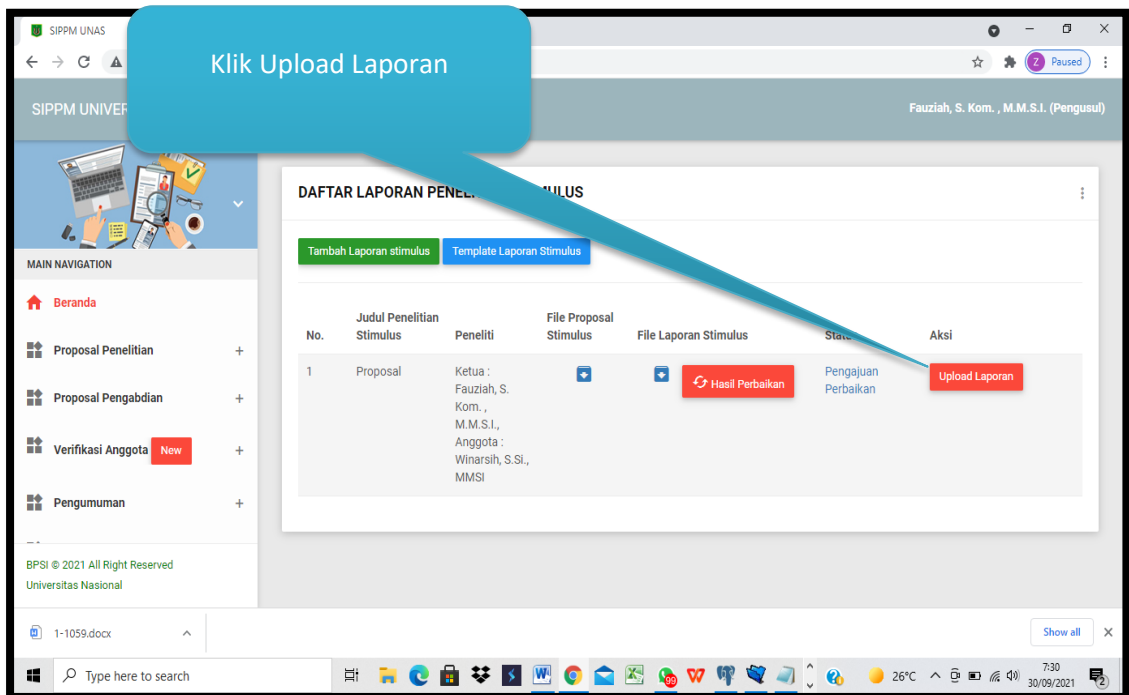 SIPPM UNAS
Klik Upload Laporan
Paused
Z
SIPPM UNIVER
Fauziah, S. Kom. , M.M.S.I. (Pengusul)
DAFTAR LAPORAN
MULUS
Tambah Laporan stimulus
Template Laporan Stimulus
MAIN NAVIGATION
Beranda
Proposal Penelitian +
Proposal Pengabdian +
Verifikasi Anggota New +
Pengumuman +
No.
Judul Penelitian
Stimulus
Peneliti
File Proposal
Stimulus
File Laporan Stimulus
Aksi
1
Proposal
Ketua :
Fauziah, S.
Kom. ,
M.M.S.I.,
Anggota :
Winarsih, S.Si.,
MMSI
Hasil Perbaikan
Pengajuan
Perbaikan
Upload Laporan
BPSI © 2021 All Right Reserved
Universitas Nasional
1-1059.docx
Show all
Type here to search
99
26°C
7:30
30/09/2021
2